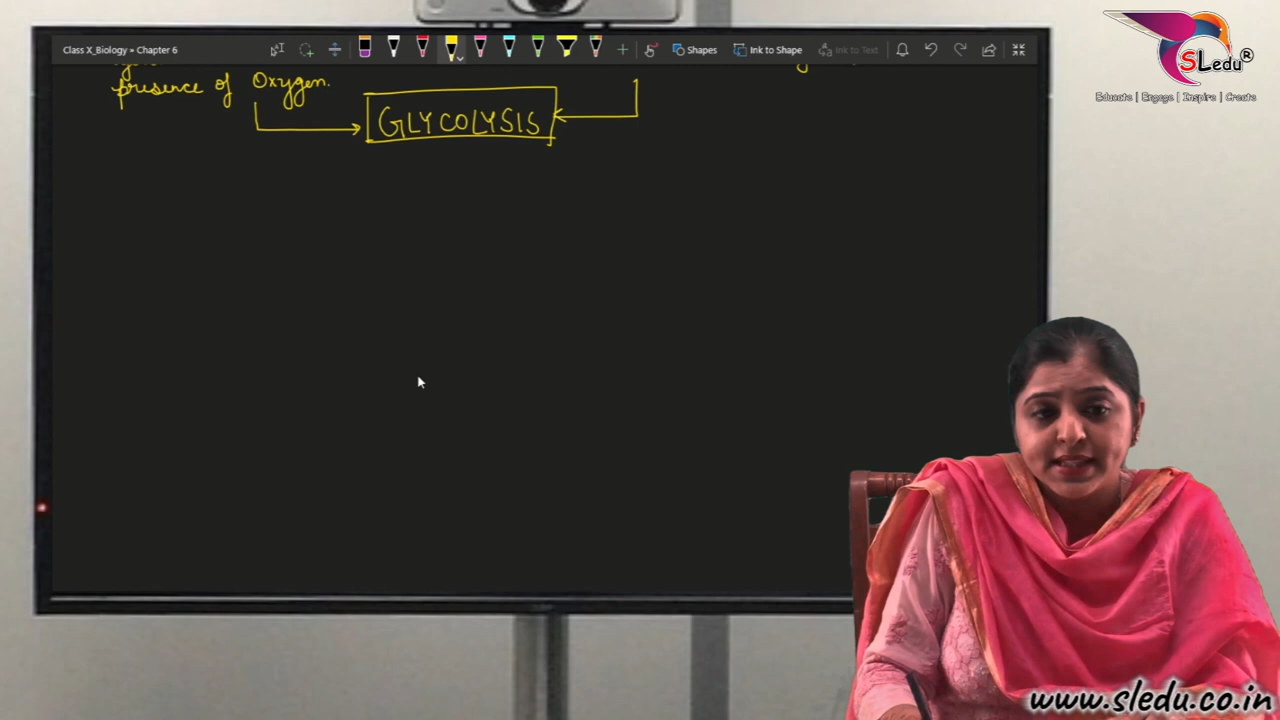 Class X_Biology » Chapter 6
Shapes
Ink to Shape
Ink to Text
presence of Oxygen.
GLYCOLYSIS
SLedu®
Educate | Engage | Inspire | Create
www.sledu.co.in